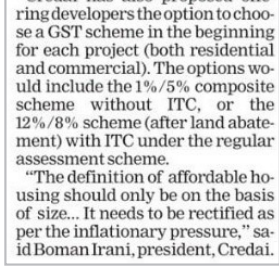 ring developers the option to choo-
se a GST scheme in the beginning
for each project (both residential
and commercial). The options wo-
uld include the 1%/5% composite
scheme without ITC, or the
12%/8% scheme (after land abate-
ment) with ITC under the regular
assessment scheme.
“The definition of affordable ho-
using should only be on the basis
of size... It needs to be rectified as
per the inflationary pressure,” sa-
id Boman Irani, president, Credai.